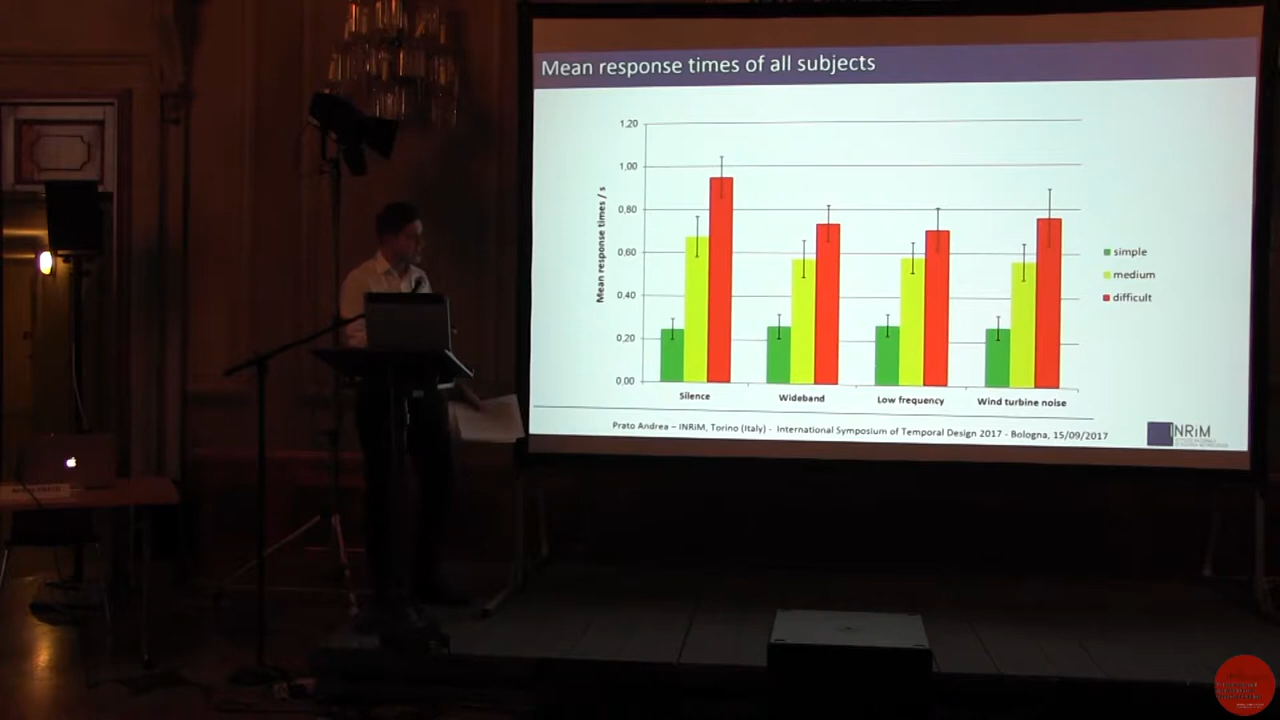 Mean response times of all subjects
1,20
1,00
0,80
0,60
0,40
0,20
0,00
Mean response times / s
Silence
Wideband
Low frequency
Wind turbine noise
simple
medium
difficult
Prato Andrea – INRiM, Torino (Italy) - International Symposium of Temporal Design 2017 - Bologna, 15/09/2017
INRiM